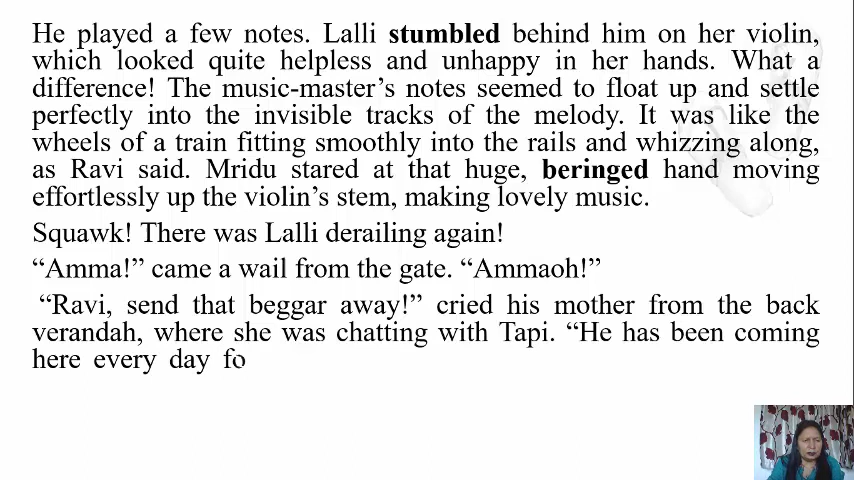 He played a few notes. Lalli stumbled behind him on her violin,
which looked quite helpless and unhappy in her hands. What a
difference! The music-master’s notes seemed to float up and settle
perfectly into the invisible tracks of the melody. It was like the
wheels of a train fitting smoothly into the rails and whizzing along,
as Ravi said. Mridu stared at that huge, beringed hand moving
effortlessly up the violin’s stem, making lovely music.
Squawk! There was Lalli derailing again!
“Amma!” came a wail from the gate. “Ammaoh!”
“Ravi, send that beggar away!” cried his mother from the back
verandah, where she was chatting with Tapi. “He has been coming
here every day fo